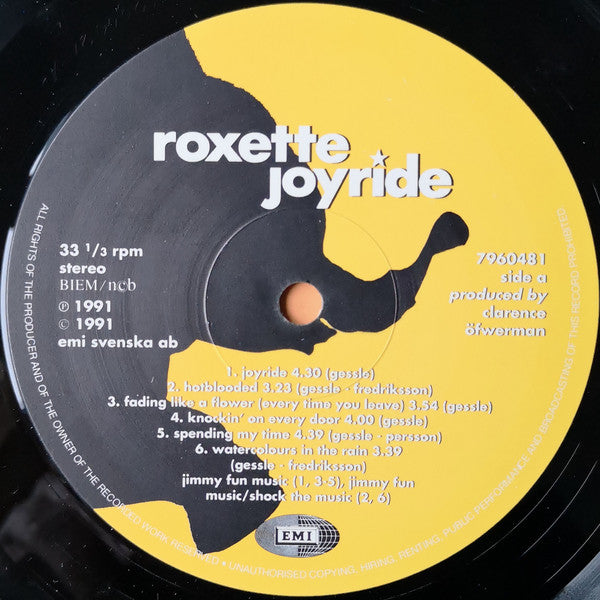 roxette
joyride
33 1/3 rpm
stereo
BIEM/ncb
℗ 1991
© 1991
emi svenska ab
7960481
side a
produced by
clarence
öfwerman
1. joyride 4.30 (gessle)
2. hotblooded 3.23 (gessle - fredriksson)
3. fading like a flower (every time you leave) 3.54 (gessle)
4. knockin' on every door 4.00 (gessle)
5. spending my time 4.39 (gessle - persson)
6. watercolours in the rain 3.39
(gessle - fredriksson)
jimmy fun music (1, 3-5), jimmy fun
music/shock the music (2, 6)
EMI
ALL RIGHTS OF THE PRODUCER AND OF THE OWNER OF THE RECORDED WORK RESERVED • UNAUTHORISED COPYING, HIRING, RENTING, PUBLIC PERFORMANCE AND BROADCASTING OF THIS RECORD PROHIBITED